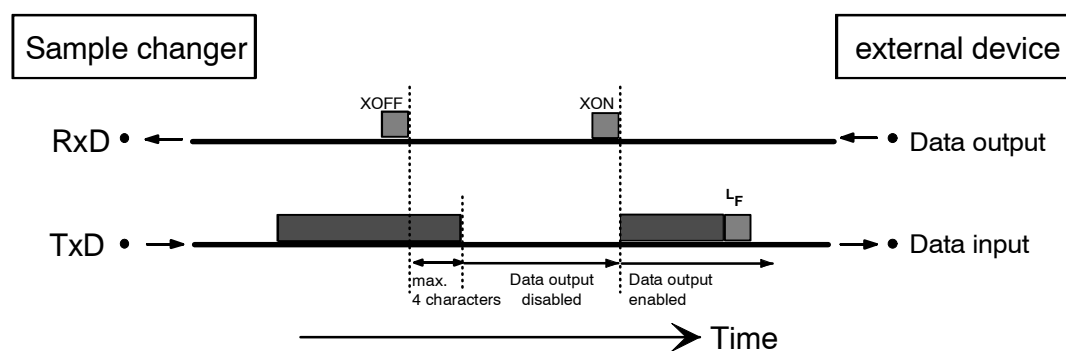 Sample changer
external device
XOFF
XON
RxD
Data output
LF
TxD
Data input
max.
4 characters
Data output
disabled
Data output
enabled
Time